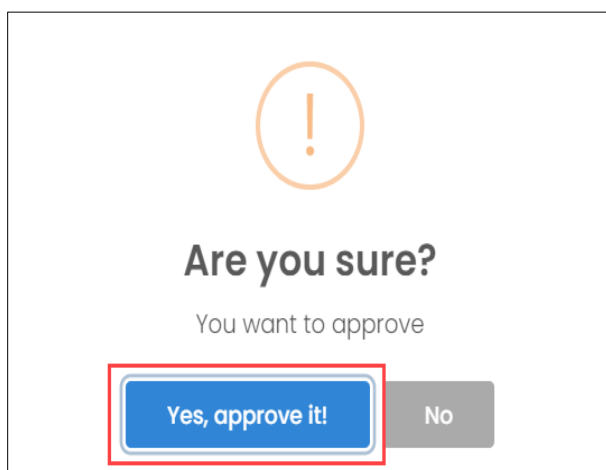 !
Are you sure?
You want to approve
Yes, approve it! No